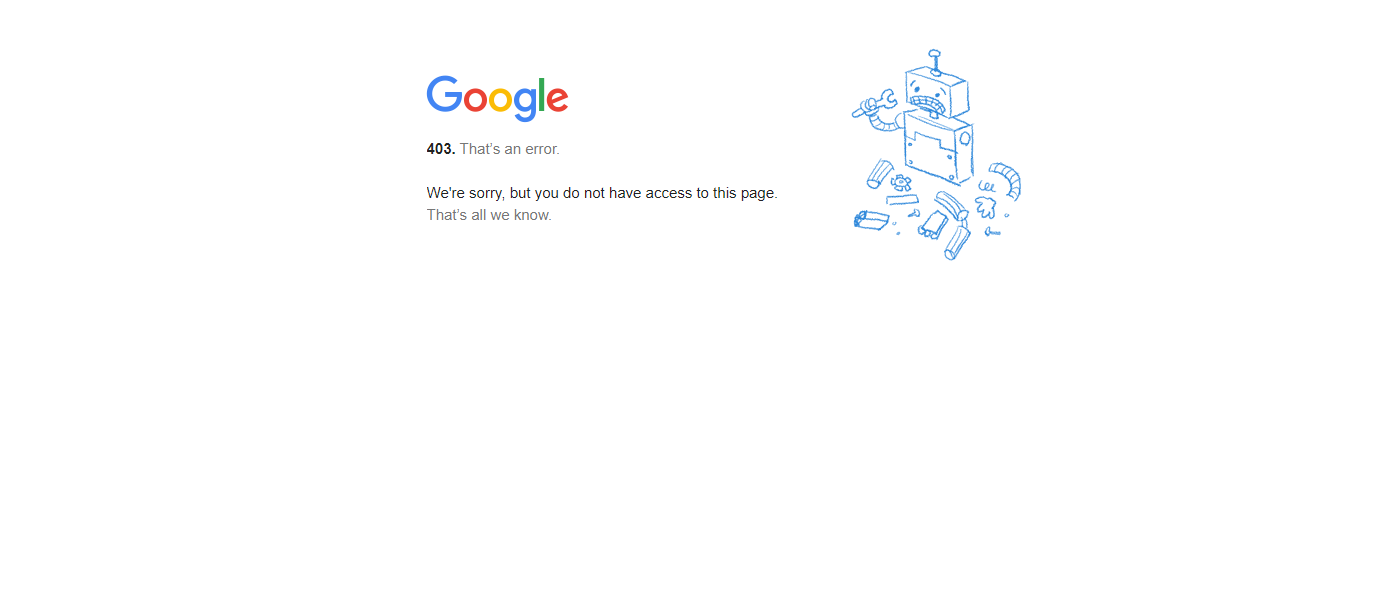 Google
403. That’s an error.
We're sorry, but you do not have access to this page.
That’s all we know.